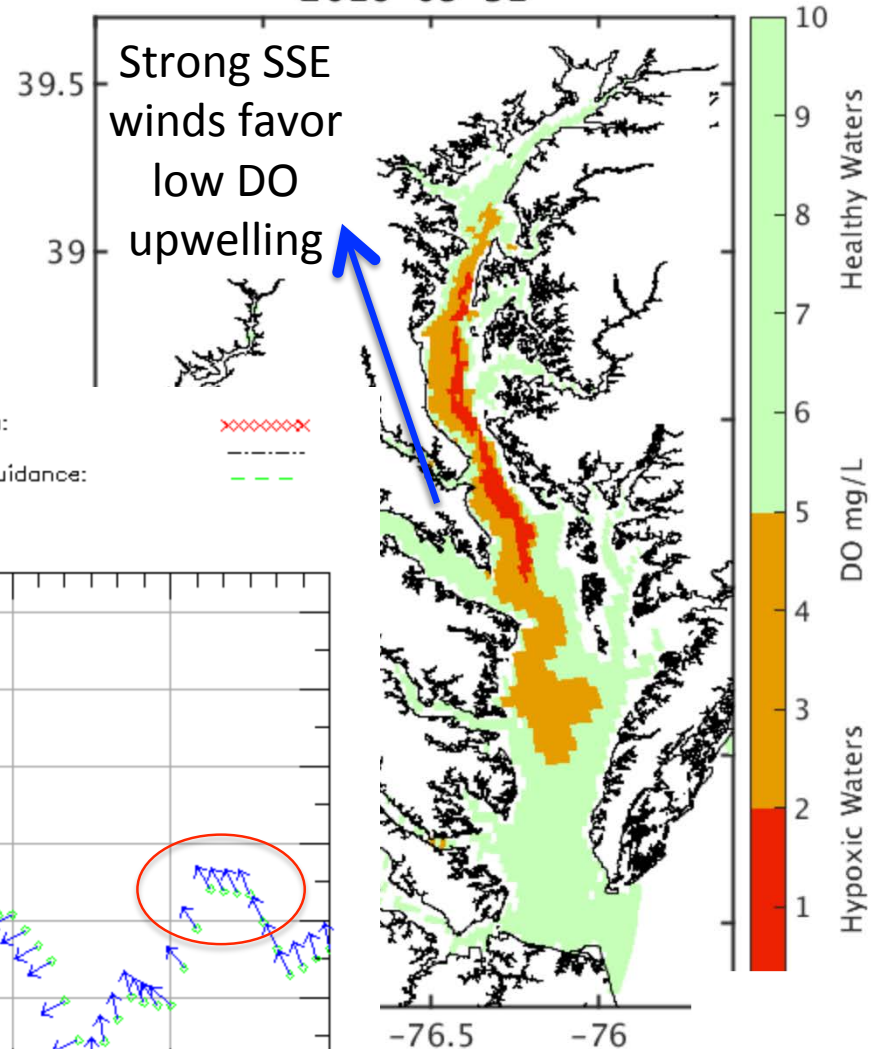 Strong SSE
winds favor
low DO
upwelling
39.5
39
uidance:
-76.5
-76
10
9
8
7
6
5
4
3
2
1
Healthy Waters
DO mg/L
Hypoxic Waters